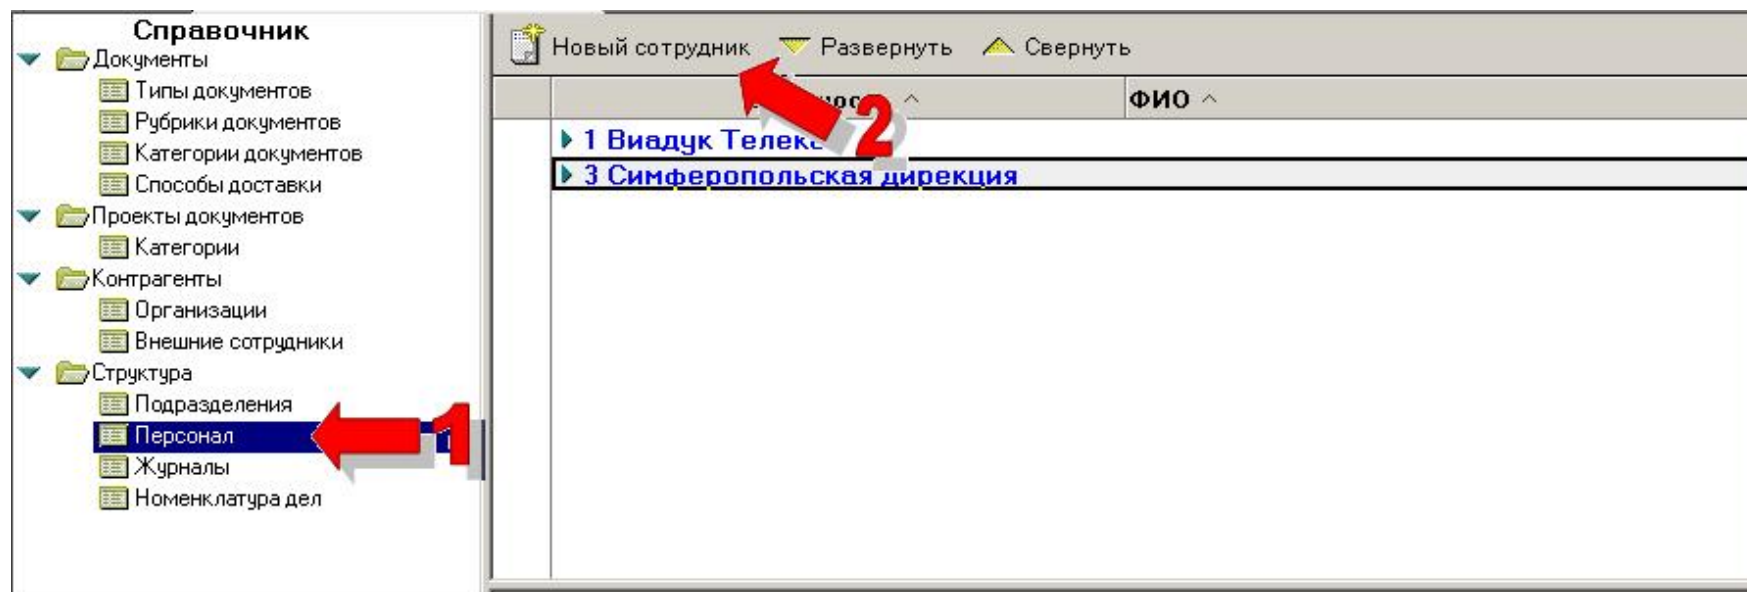 Справочник
Документы
Типы документов
Рубрики документов
Категории документов
Способы доставки
Проекты документов
Категории
Контрагенты
Организации
Внешние сотрудники
Структура
Подразделения
Персонал
Журналы
Номенклатура дел
1
Новый сотрудник Развернуть Свернуть
ФИО
2
1 Виадук
3 Симферопольская дирекция